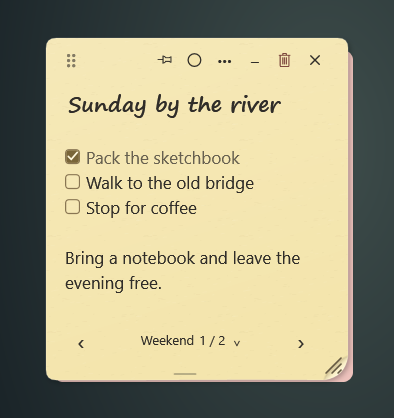 Sunday by the river
Pack the sketchbook
Walk to the old bridge
Stop for coffee
Bring a notebook and leave the
evening free.
Weekend 1 / 2